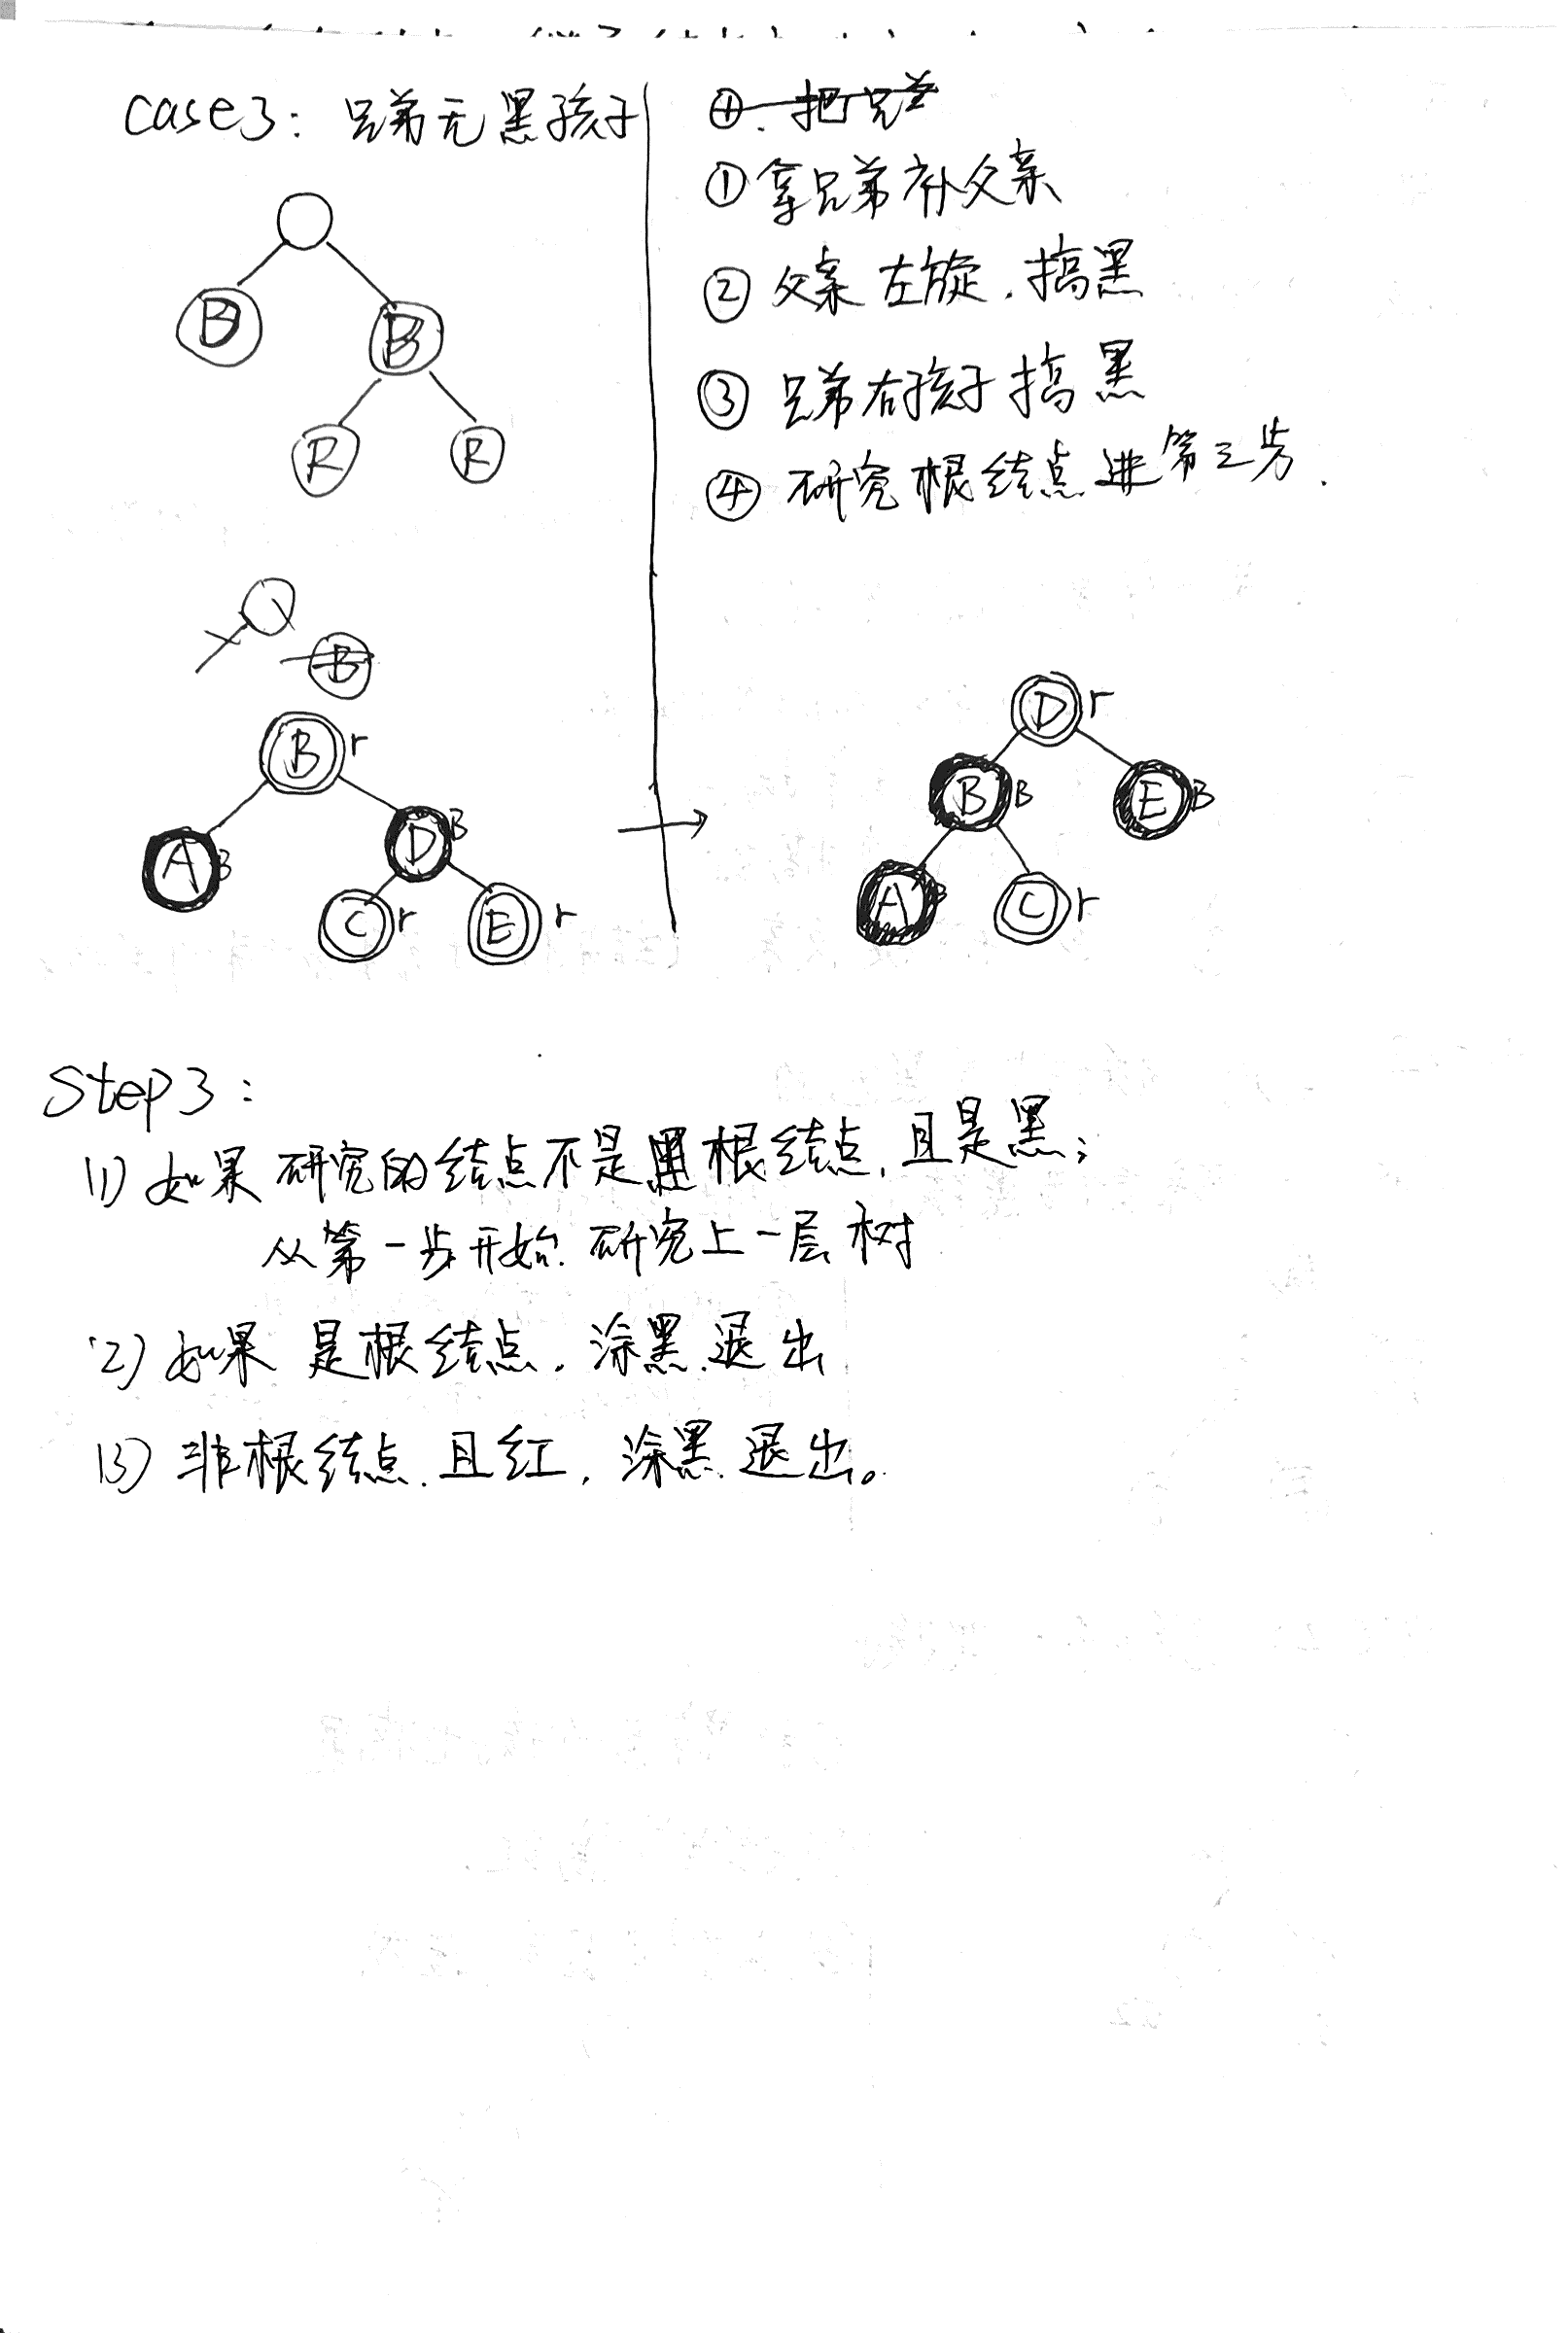 case3: 兄弟无黑孩子
④. 把兄弟
①拿兄弟补父亲
②父亲左旋.搞黑
③兄弟右孩子搞黑
④研究根结点进第三步.
B B
R R
B
B r
A B D B
C r E r
D r
B B E B
A B C r
Step3:
(1) 如果研究的结点不是根结点,且是黑;
从第一步开始.研究上一层树
(2) 如果是根结点,涂黑.退出
(3) 非根结点.且红,涂黑.退出。